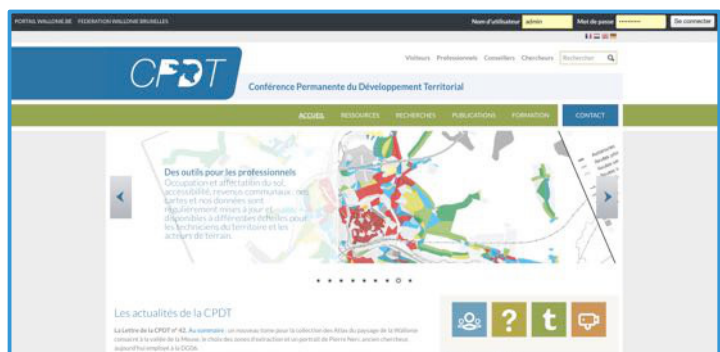 PORTAIL WALLONIE.BE FEDERATION WALLONIE BRUXELLES
Nom d'utilisateur admin Mot de passe •••••••• Se connecter
Visiteurs Professionnels Conseillers Chercheurs Rechercher
CPDT
Conférence Permanente du Développement Territorial
ACCUEIL RESSOURCES RECHERCHES PUBLICATIONS FORMATION CONTACT
Des outils pour les professionnels
Occupation et affectation du sol,
accessibilité, revenus communaux : nos
cartes et nos données sont
régulièrement mises à jour et
disponibles à différentes échelles pour
les techniciens du territoire et les
acteurs de terrain.
Les actualités de la CPDT
La Lettre de la CPDT n° 42. Au sommaire : un nouveau tome pour la collection des Atlas du paysage de la Wallonie
consacré à la vallée de la Meuse, le choix des zones d'extraction et un portrait de Pierre Neri, ancien chercheur,
aujourd'hui employé à la DGO4.
? t